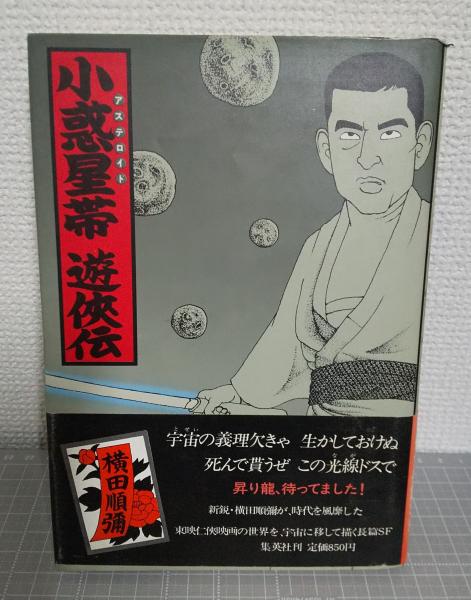 小惑星帯 遊俠伝
アステロイド
宇宙の義理欠きゃ 生かしておけぬ
とせい
死んで貰うぜ この光線ドスで
昇り龍、待ってました!
新鋭・横田順彌が、時代を風靡した
東映仁侠映画の世界を、宇宙に移して描く長篇SF
集英社刊 定価850円
横田順彌